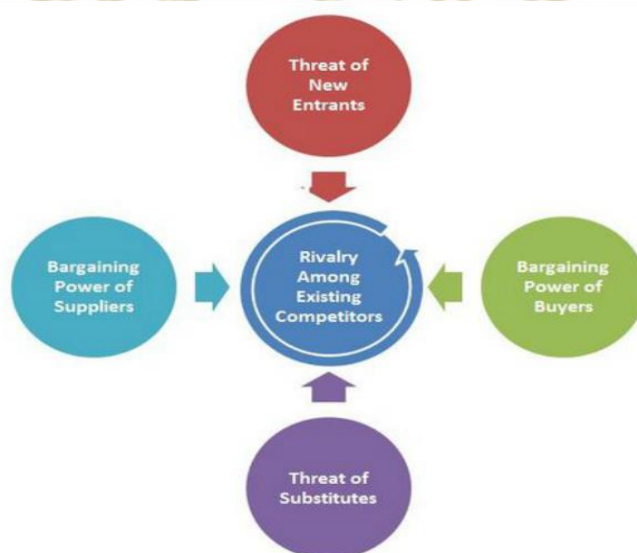 Threat of
New
Entrants
Bargaining
Power of
Suppliers
Rivalry
Among
Existing
Competitors
Bargaining
Power of
Buyers
Threat of
Substitutes